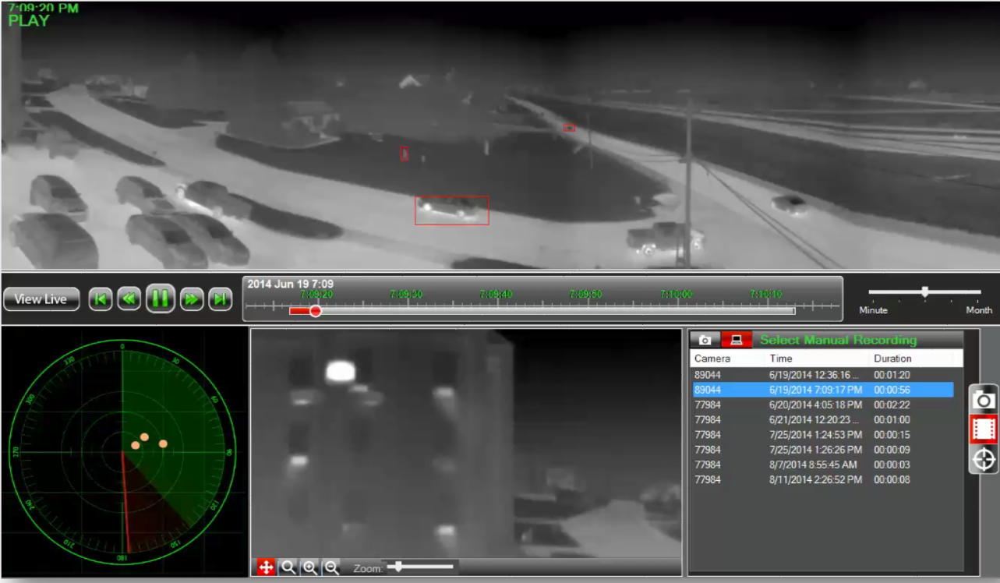 7:09:20 PM
PLAY
View Live
2014 Jun 19 7:09
7:09:20 7:09:30 7:09:40 7:09:50 7:10:00 7:10:10
Minute Month
0
30
60
90
120
150
180
210
240
270
300
330
Zoom:
Select Manual Recording
Camera Time Duration
89044 6/19/2014 12:36:16 ... 00:01:20
89044 6/19/2014 7:09:17 PM 00:00:56
77984 6/20/2014 4:05:18 PM 00:02:22
77984 6/21/2014 12:20:23 ... 00:01:00
77984 7/25/2014 1:24:53 PM 00:00:15
77984 7/25/2014 1:26:26 PM 00:00:09
77984 8/7/2014 8:55:45 AM 00:00:03
77984 8/11/2014 2:26:52 PM 00:00:08